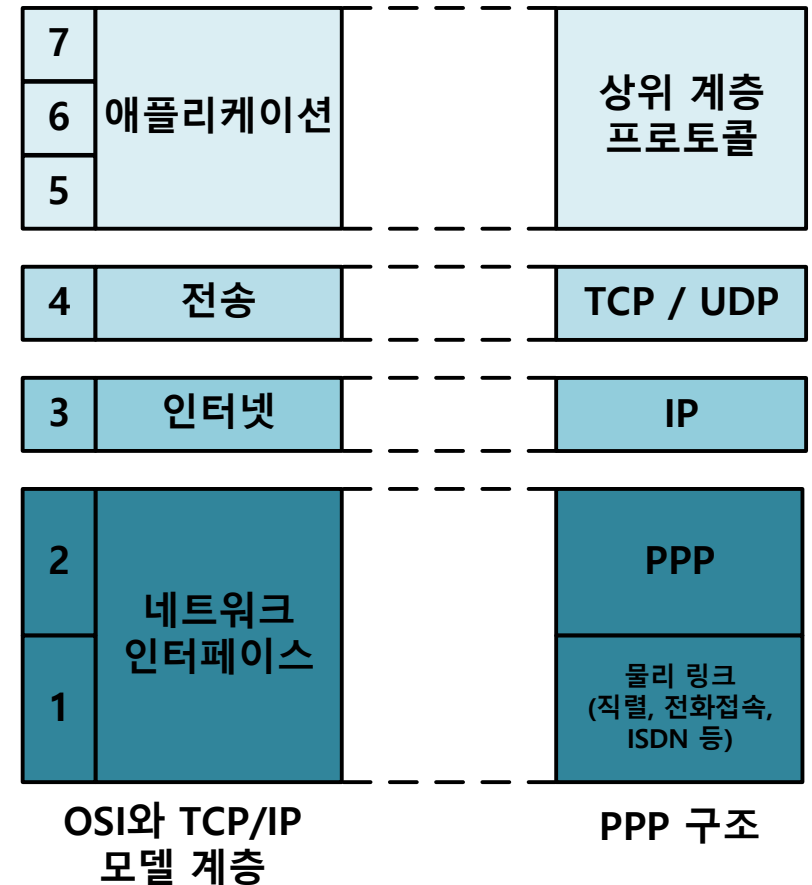 7
6
5
애플리케이션
상위 계층
프로토콜
4
전송
TCP / UDP
3
인터넷
IP
2
1
네트워크
인터페이스
PPP
물리 링크
(직렬, 전화접속,
ISDN 등)
OSI와 TCP/IP
모델 계층
PPP 구조